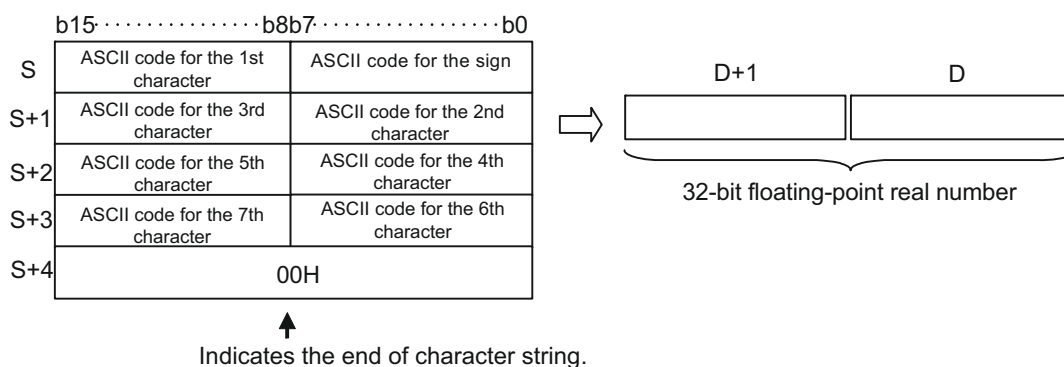 b15· · · · · · · · · · · · · · ·b8b7· · · · · · · · · · · · · · · · ·b0
S
ASCII code for the 1st
character
ASCII code for the sign
S+1
ASCII code for the 3rd
character
ASCII code for the 2nd
character
S+2
ASCII code for the 5th
character
ASCII code for the 4th
character
S+3
ASCII code for the 7th
character
ASCII code for the 6th
character
S+4
00H
Indicates the end of character string.
D+1
D
32-bit floating-point real number